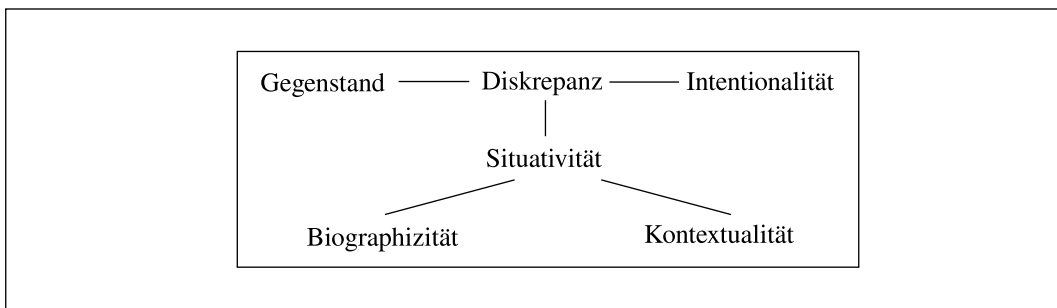 Gegenstand Diskrepanz Intentionalität
Situativität
Biographizität Kontextualität